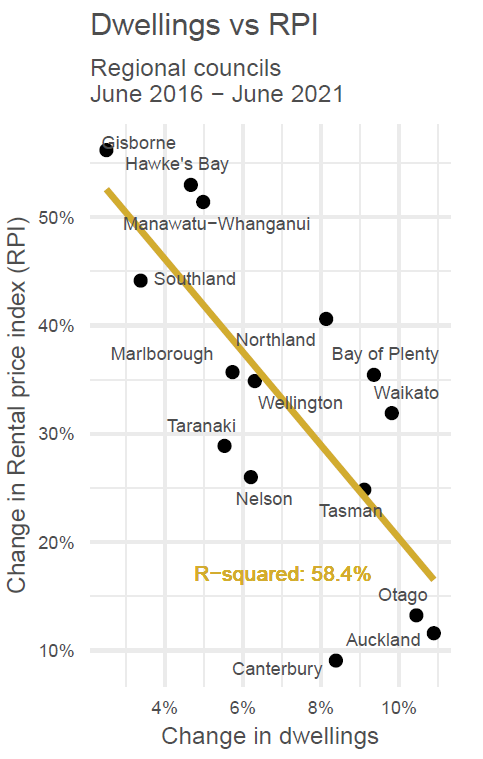 Dwellings vs RPI
Regional councils
June 2016 − June 2021
Gisborne
Hawke's Bay
50%
Manawatu−Whanganui
Southland
40%
Northland
Marlborough
Bay of Plenty
Waikato
Wellington
Taranaki
30%
Nelson
Tasman
20%
R−squared: 58.4%
Otago
Auckland
10%
Canterbury
4%
6%
8%
10%
Change in dwellings
Change in Rental price index (RPI)